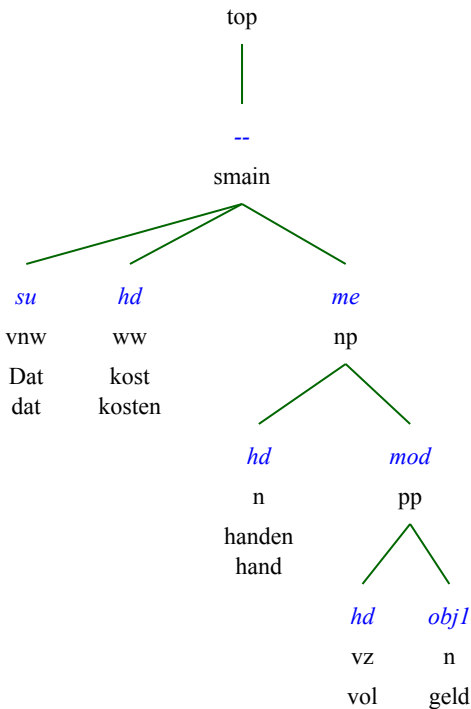 top
--
smain
su hd me
vnw ww np
Dat kost
dat kosten
hd mod
n pp
handen
hand
hd obj1
vz n
vol geld